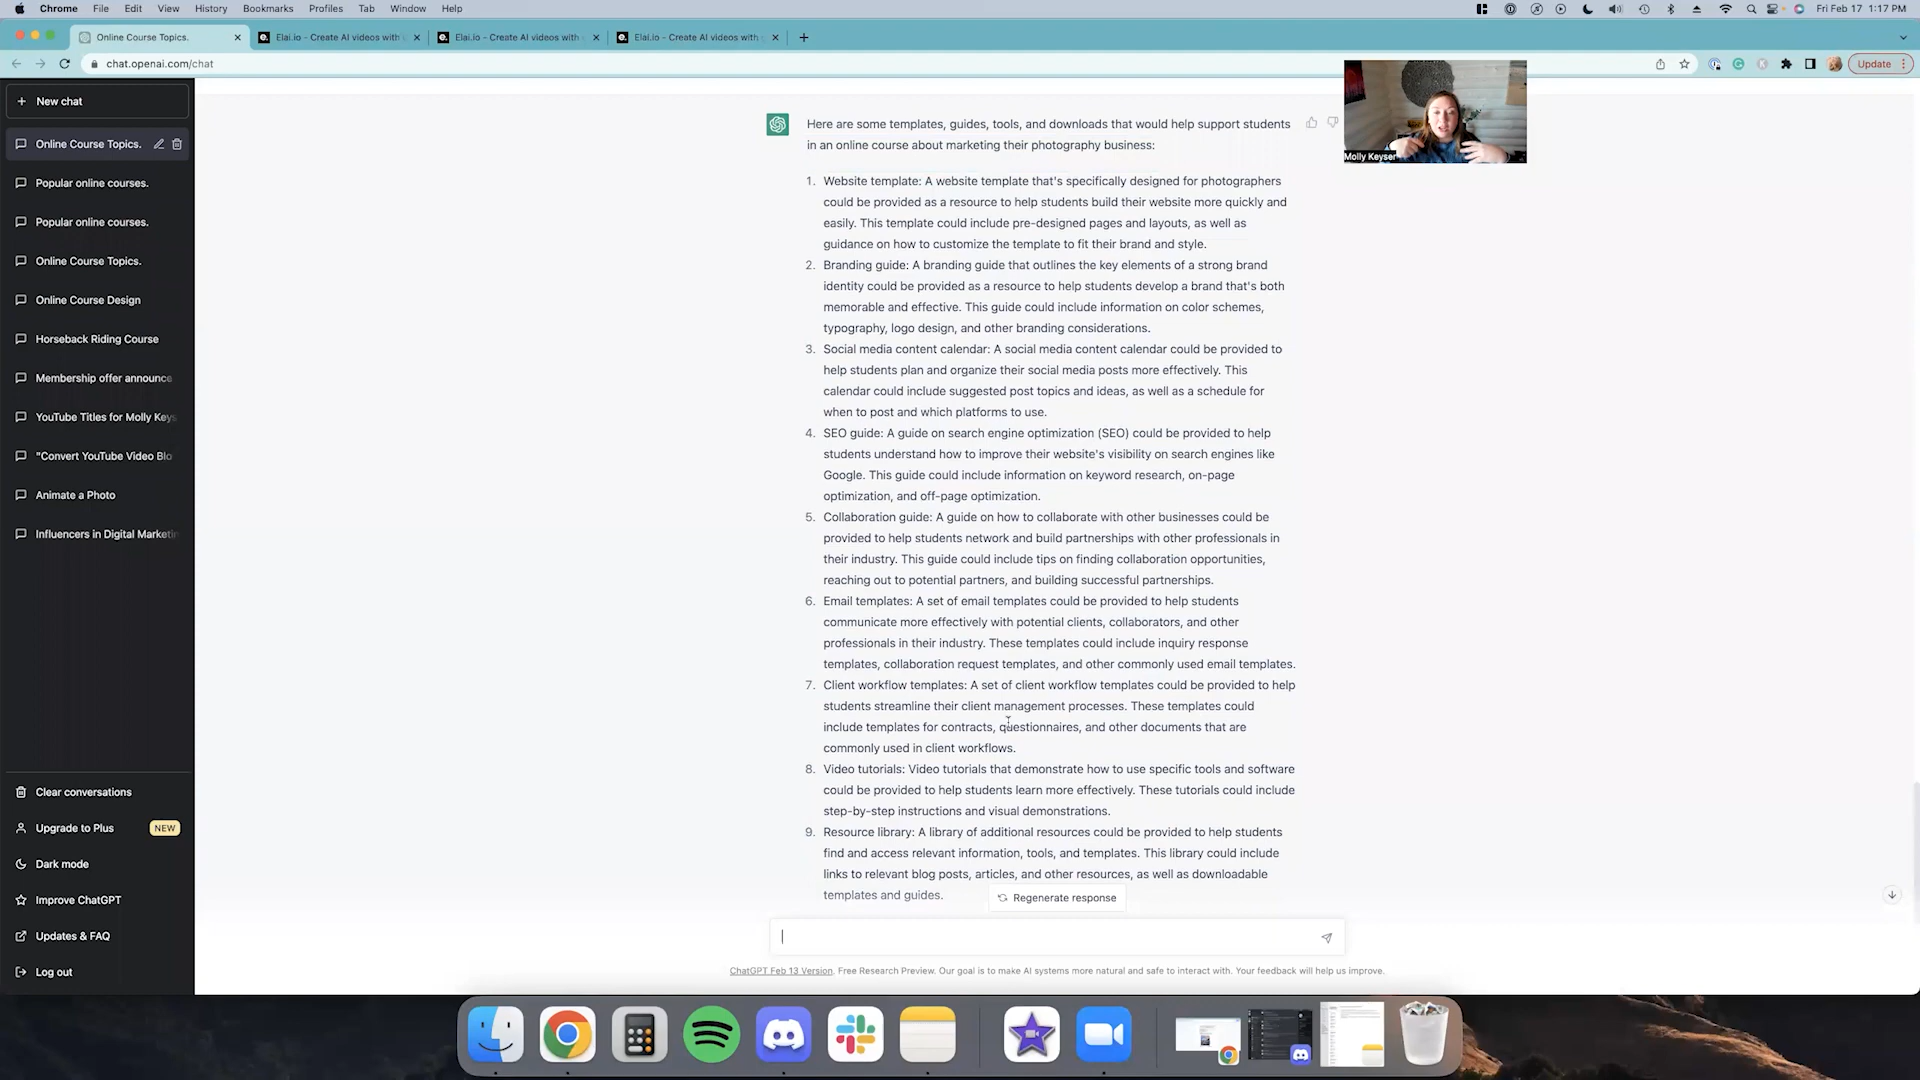 Chrome File Edit View History Bookmarks Profiles Tab Window Help
Fri Feb 17 1:17 PM
Online Course Topics.
Elai.io - Create AI videos with
Elai.io - Create AI videos with
Elai.io - Create AI videos with
chat.openai.com/chat
Update
New chat
Online Course Topics.
Popular online courses.
Popular online courses.
Online Course Topics.
Online Course Design
Horseback Riding Course
Membership offer announce
YouTube Titles for Molly Keys
"Convert YouTube Video Blo
Animate a Photo
Influencers in Digital Marketin
Clear conversations
Upgrade to Plus NEW
Dark mode
Improve ChatGPT
Updates & FAQ
Log out
Molly Keyser
Here are some templates, guides, tools, and downloads that would help support students
in an online course about marketing their photography business:
1. Website template: A website template that's specifically designed for photographers
could be provided as a resource to help students build their website more quickly and
easily. This template could include pre-designed pages and layouts, as well as
guidance on how to customize the template to fit their brand and style.
2. Branding guide: A branding guide that outlines the key elements of a strong brand
identity could be provided as a resource to help students develop a brand that's both
memorable and effective. This guide could include information on color schemes,
typography, logo design, and other branding considerations.
3. Social media content calendar: A social media content calendar could be provided to
help students plan and organize their social media posts more effectively. This
calendar could include suggested post topics and ideas, as well as a schedule for
when to post and which platforms to use.
4. SEO guide: A guide on search engine optimization (SEO) could be provided to help
students understand how to improve their website's visibility on search engines like
Google. This guide could include information on keyword research, on-page
optimization, and off-page optimization.
5. Collaboration guide: A guide on how to collaborate with other businesses could be
provided to help students network and build partnerships with other professionals in
their industry. This guide could include tips on finding collaboration opportunities,
reaching out to potential partners, and building successful partnerships.
6. Email templates: A set of email templates could be provided to help students
communicate more effectively with potential clients, collaborators, and other
professionals in their industry. These templates could include inquiry response
templates, collaboration request templates, and other commonly used email templates.
7. Client workflow templates: A set of client workflow templates could be provided to help
students streamline their client management processes. These templates could
include templates for contracts, questionnaires, and other documents that are
commonly used in client workflows.
8. Video tutorials: Video tutorials that demonstrate how to use specific tools and software
could be provided to help students learn more effectively. These tutorials could include
step-by-step instructions and visual demonstrations.
9. Resource library: A library of additional resources could be provided to help students
find and access relevant information, tools, and templates. This library could include
links to relevant blog posts, articles, and other resources, as well as downloadable
templates and guides.
Regenerate response
ChatGPT Feb 13 Version. Free Research Preview. Our goal is to make AI systems more natural and safe to interact with. Your feedback will help us improve.